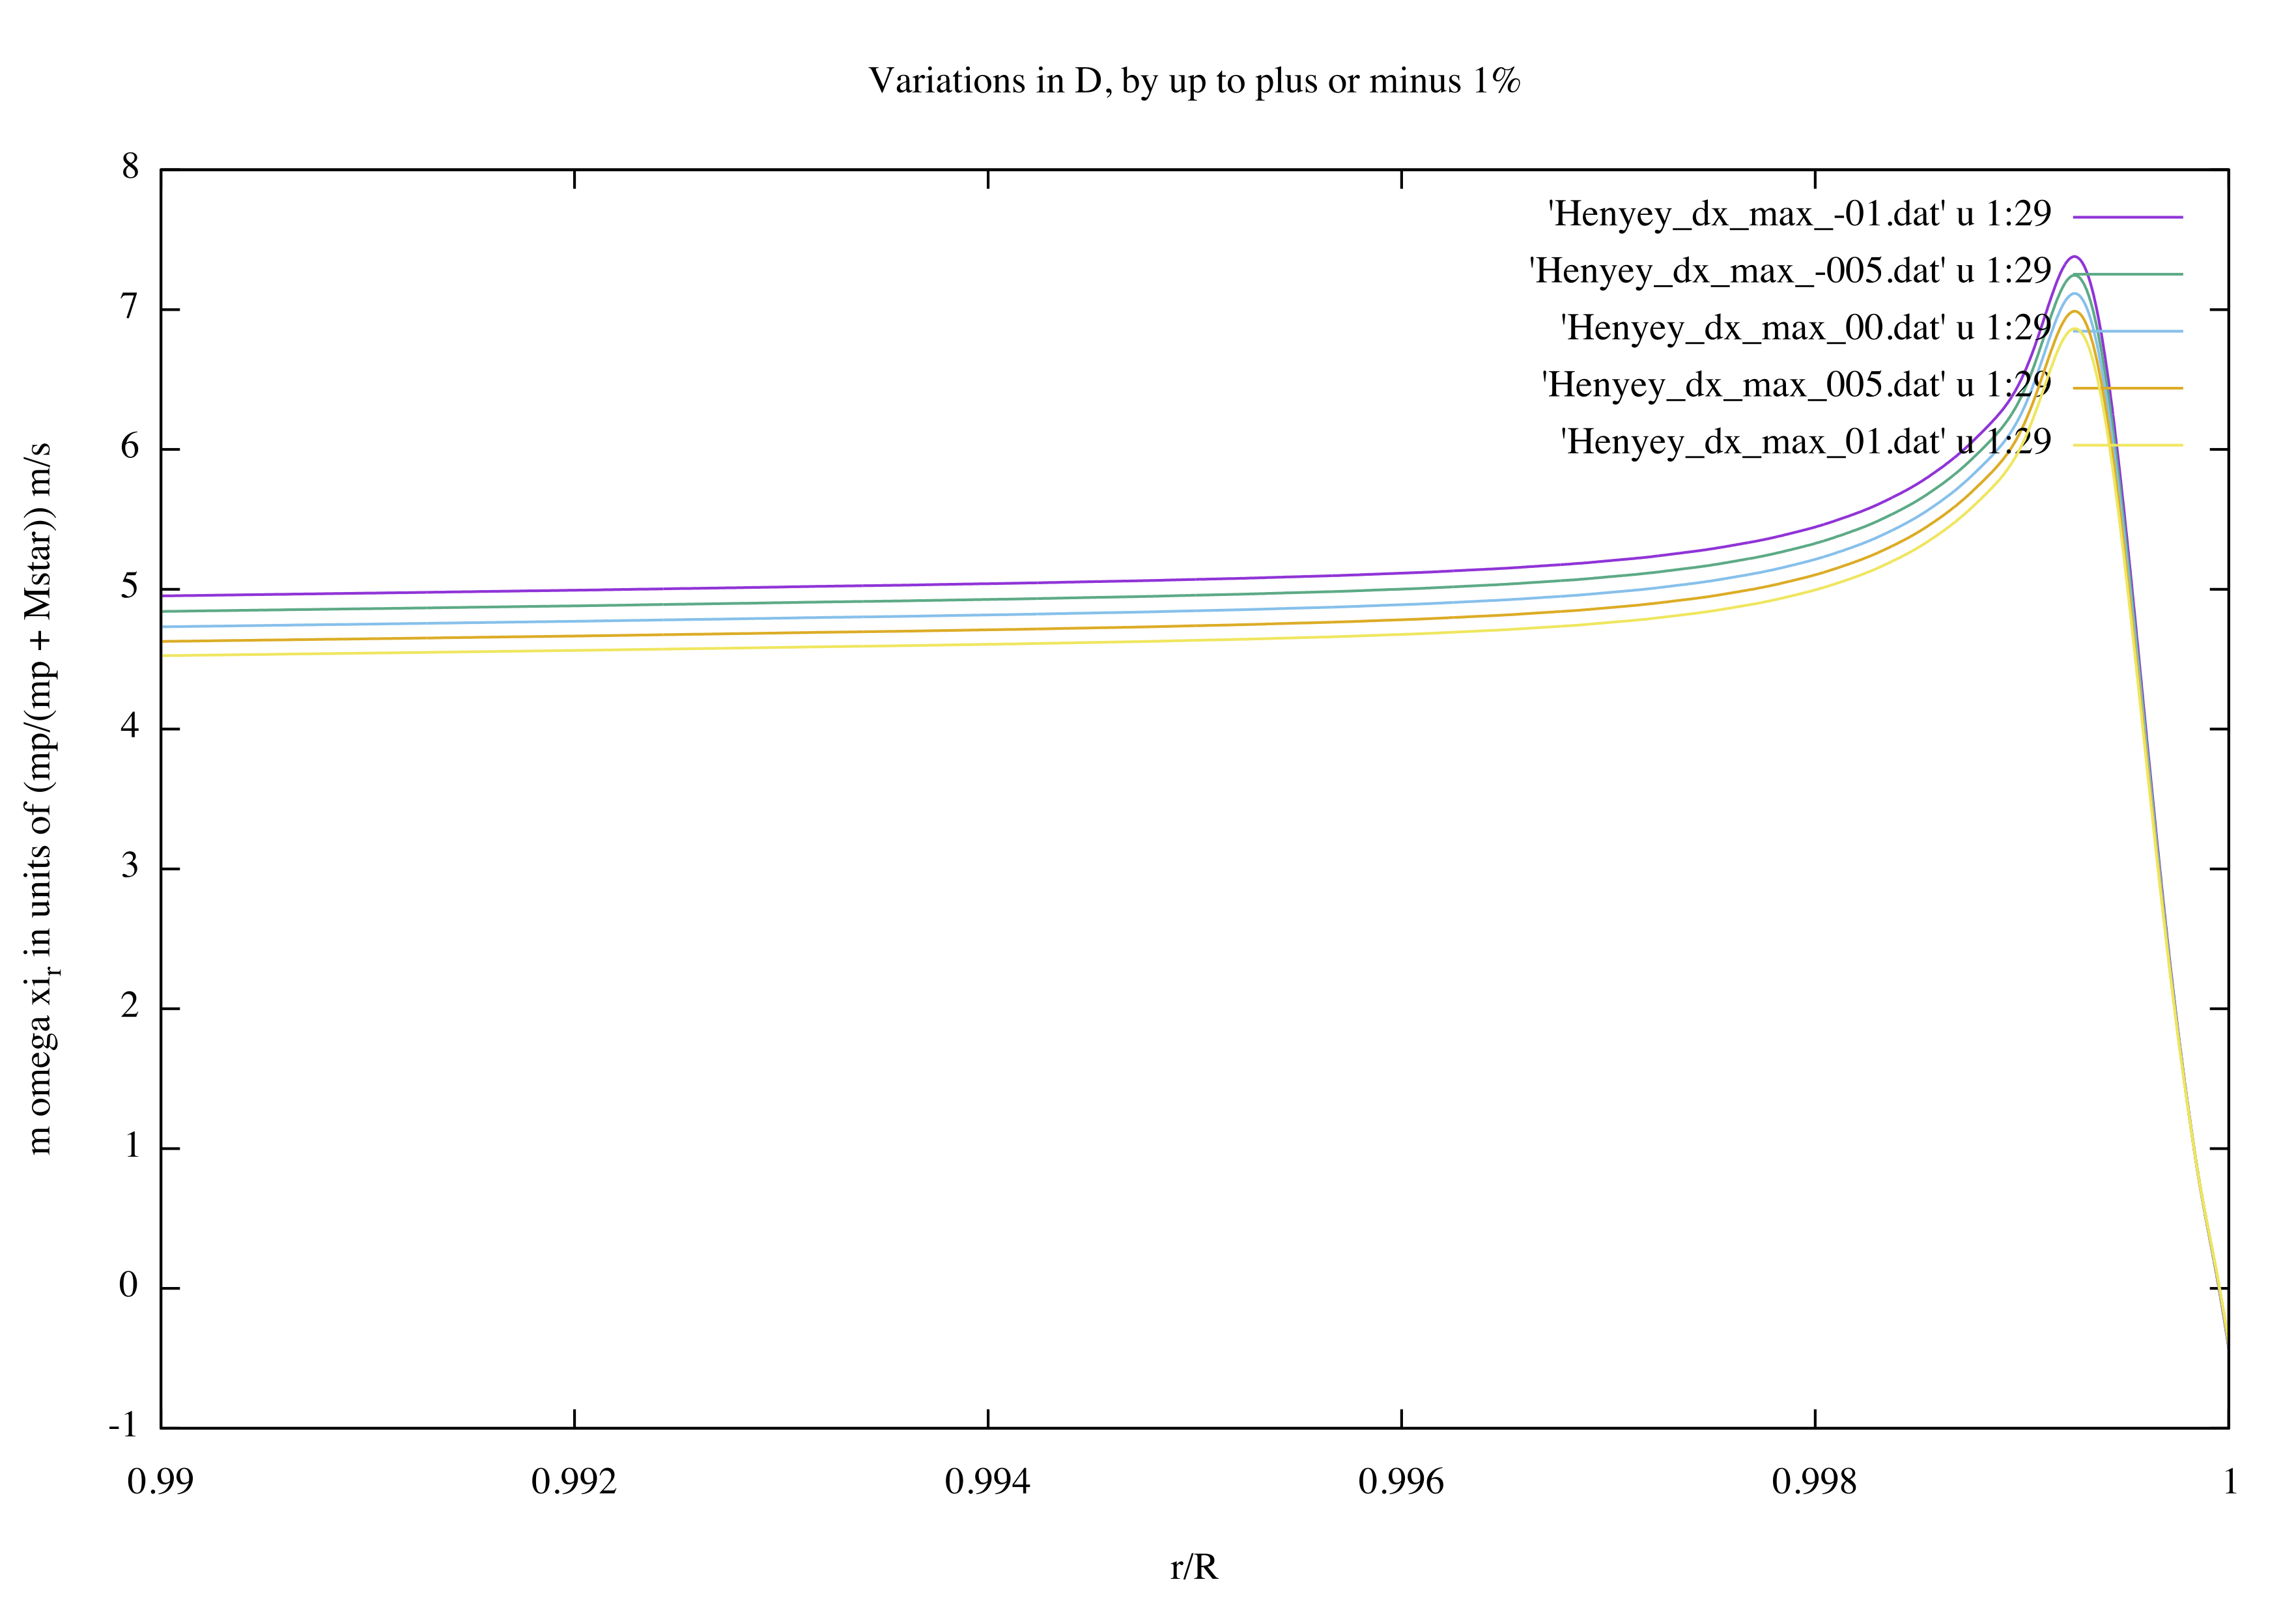 Variations in D, by up to plus or minus 1%
8
7
6
5
4
3
2
1
0
-1
m omega xi_r in units of (mp/(mp + Mstar)) m/s
'Henyey_dx_max_-01.dat' u 1:29
'Henyey_dx_max_-005.dat' u 1:29
'Henyey_dx_max_00.dat' u 1:29
'Henyey_dx_max_005.dat' u 1:29
'Henyey_dx_max_01.dat' u 1:29
0.99 0.992 0.994 0.996 0.998 1
r/R